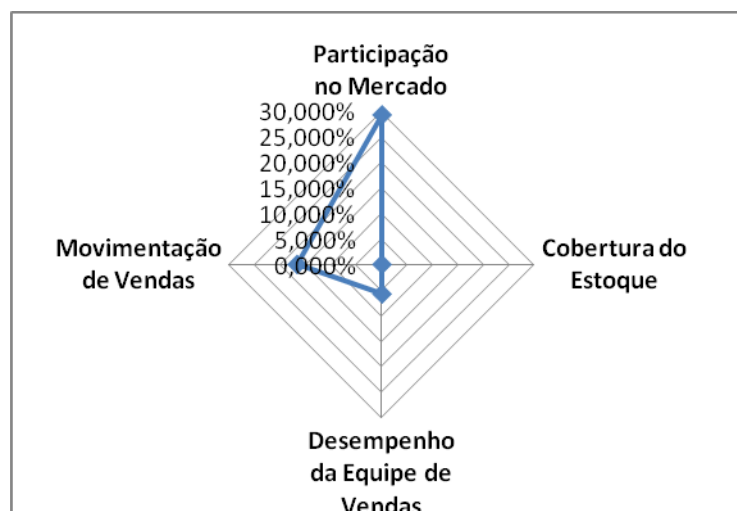 Participação
no Mercado
30,000%
25,000%
20,000%
15,000%
10,000%
5,000%
0,000%
Movimentação
de Vendas
Cobertura do
Estoque
Desempenho
da Equipe de
Vendas